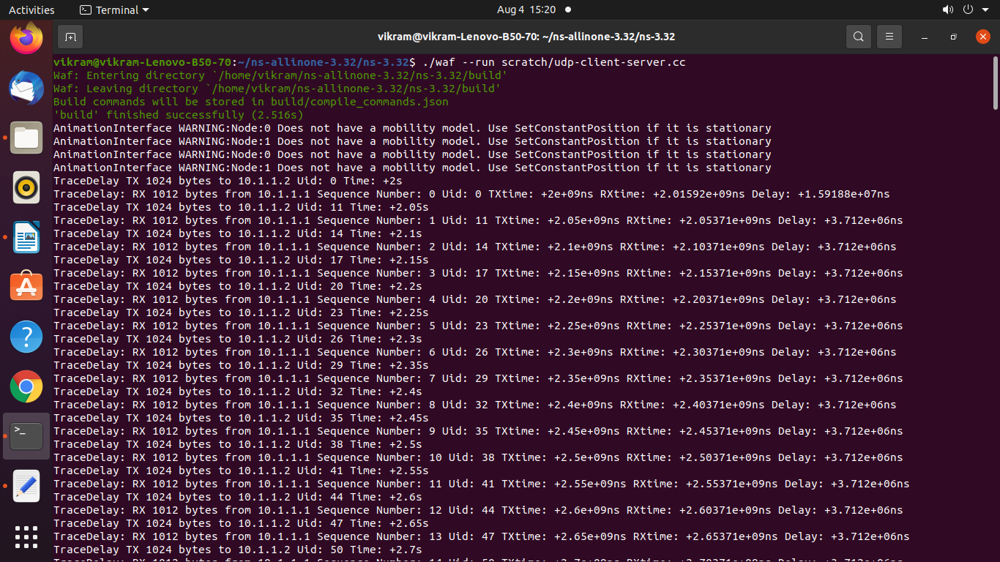 Activities Terminal Aug 4 15:20
vikram@vikram-Lenovo-B50-70: ~/ns-allinone-3.32/ns-3.32
vikram@vikram-Lenovo-B50-70:~/ns-allinone-3.32/ns-3.32$ ./waf --run scratch/udp-client-server.cc
Waf: Entering directory `/home/vikram/ns-allinone-3.32/ns-3.32/build'
Waf: Leaving directory `/home/vikram/ns-allinone-3.32/ns-3.32/build'
Build commands will be stored in build/compile_commands.json
'build' finished successfully (2.516s)
AnimationInterface WARNING:Node:0 Does not have a mobility model. Use SetConstantPosition if it is stationary
AnimationInterface WARNING:Node:1 Does not have a mobility model. Use SetConstantPosition if it is stationary
AnimationInterface WARNING:Node:0 Does not have a mobility model. Use SetConstantPosition if it is stationary
AnimationInterface WARNING:Node:1 Does not have a mobility model. Use SetConstantPosition if it is stationary
TraceDelay TX 1024 bytes to 10.1.1.2 Uid: 0 Time: +2s
TraceDelay: RX 1012 bytes from 10.1.1.1 Sequence Number: 0 Uid: 0 TXtime: +2e+09ns RXtime: +2.01592e+09ns Delay: +1.59188e+07ns
TraceDelay TX 1024 bytes to 10.1.1.2 Uid: 11 Time: +2.05s
TraceDelay: RX 1012 bytes from 10.1.1.1 Sequence Number: 1 Uid: 11 TXtime: +2.05e+09ns RXtime: +2.05371e+09ns Delay: +3.712e+06ns
TraceDelay TX 1024 bytes to 10.1.1.2 Uid: 14 Time: +2.1s
TraceDelay: RX 1012 bytes from 10.1.1.1 Sequence Number: 2 Uid: 14 TXtime: +2.1e+09ns RXtime: +2.10371e+09ns Delay: +3.712e+06ns
TraceDelay TX 1024 bytes to 10.1.1.2 Uid: 17 Time: +2.15s
TraceDelay: RX 1012 bytes from 10.1.1.1 Sequence Number: 3 Uid: 17 TXtime: +2.15e+09ns RXtime: +2.15371e+09ns Delay: +3.712e+06ns
TraceDelay TX 1024 bytes to 10.1.1.2 Uid: 20 Time: +2.2s
TraceDelay: RX 1012 bytes from 10.1.1.1 Sequence Number: 4 Uid: 20 TXtime: +2.2e+09ns RXtime: +2.20371e+09ns Delay: +3.712e+06ns
TraceDelay TX 1024 bytes to 10.1.1.2 Uid: 23 Time: +2.25s
TraceDelay: RX 1012 bytes from 10.1.1.1 Sequence Number: 5 Uid: 23 TXtime: +2.25e+09ns RXtime: +2.25371e+09ns Delay: +3.712e+06ns
TraceDelay TX 1024 bytes to 10.1.1.2 Uid: 26 Time: +2.3s
TraceDelay: RX 1012 bytes from 10.1.1.1 Sequence Number: 6 Uid: 26 TXtime: +2.3e+09ns RXtime: +2.30371e+09ns Delay: +3.712e+06ns
TraceDelay TX 1024 bytes to 10.1.1.2 Uid: 29 Time: +2.35s
TraceDelay: RX 1012 bytes from 10.1.1.1 Sequence Number: 7 Uid: 29 TXtime: +2.35e+09ns RXtime: +2.35371e+09ns Delay: +3.712e+06ns
TraceDelay TX 1024 bytes to 10.1.1.2 Uid: 32 Time: +2.4s
TraceDelay: RX 1012 bytes from 10.1.1.1 Sequence Number: 8 Uid: 32 TXtime: +2.4e+09ns RXtime: +2.40371e+09ns Delay: +3.712e+06ns
TraceDelay TX 1024 bytes to 10.1.1.2 Uid: 35 Time: +2.45s
TraceDelay: RX 1012 bytes from 10.1.1.1 Sequence Number: 9 Uid: 35 TXtime: +2.45e+09ns RXtime: +2.45371e+09ns Delay: +3.712e+06ns
TraceDelay TX 1024 bytes to 10.1.1.2 Uid: 38 Time: +2.5s
TraceDelay: RX 1012 bytes from 10.1.1.1 Sequence Number: 10 Uid: 38 TXtime: +2.5e+09ns RXtime: +2.50371e+09ns Delay: +3.712e+06ns
TraceDelay TX 1024 bytes to 10.1.1.2 Uid: 41 Time: +2.55s
TraceDelay: RX 1012 bytes from 10.1.1.1 Sequence Number: 11 Uid: 41 TXtime: +2.55e+09ns RXtime: +2.55371e+09ns Delay: +3.712e+06ns
TraceDelay TX 1024 bytes to 10.1.1.2 Uid: 44 Time: +2.6s
TraceDelay: RX 1012 bytes from 10.1.1.1 Sequence Number: 12 Uid: 44 TXtime: +2.6e+09ns RXtime: +2.60371e+09ns Delay: +3.712e+06ns
TraceDelay TX 1024 bytes to 10.1.1.2 Uid: 47 Time: +2.65s
TraceDelay: RX 1012 bytes from 10.1.1.1 Sequence Number: 13 Uid: 47 TXtime: +2.65e+09ns RXtime: +2.65371e+09ns Delay: +3.712e+06ns
TraceDelay TX 1024 bytes to 10.1.1.2 Uid: 50 Time: +2.7s